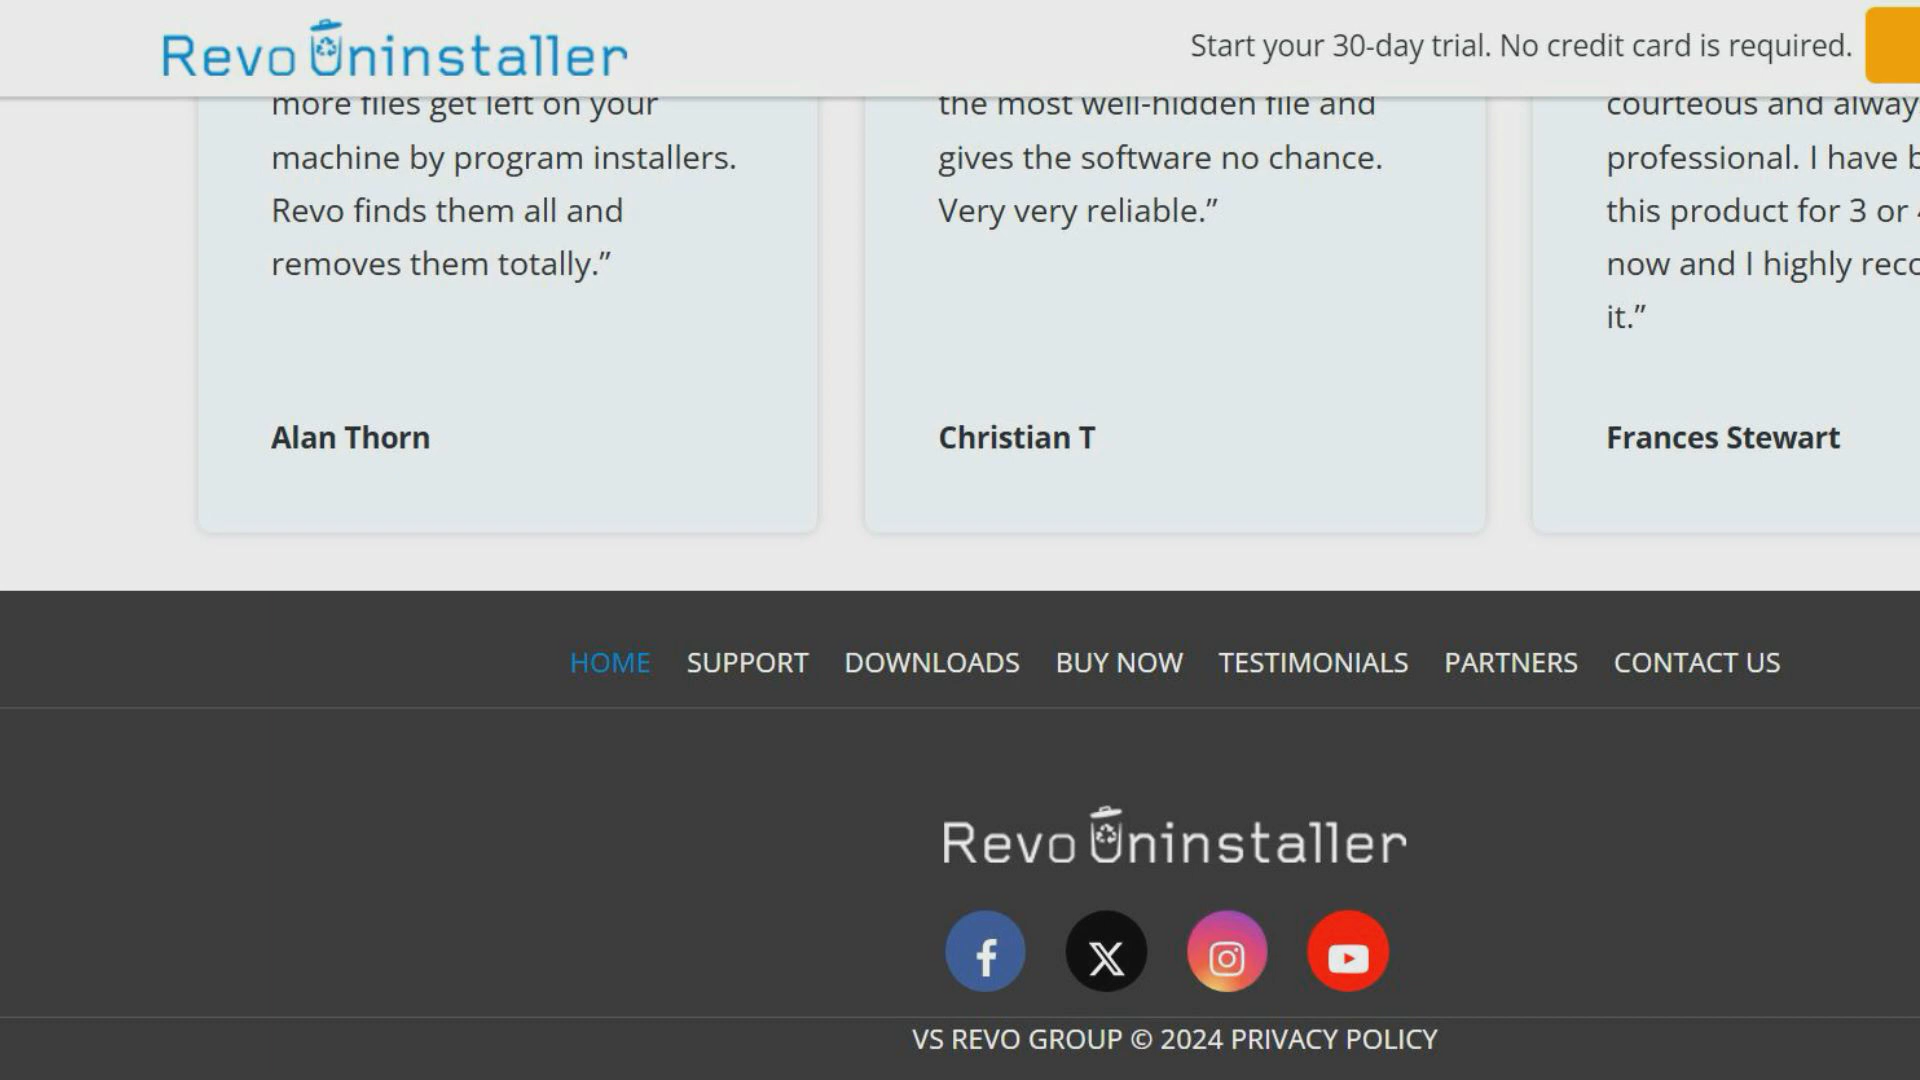 Revo Uninstaller
Start your 30-day trial. No credit card is required.
more files get left on your
machine by program installers.
Revo finds them all and
removes them totally.”
Alan Thorn
the most well-hidden file and
gives the software no chance.
Very very reliable.”
Christian T
courteous and alway
professional. I have b
this product for 3 or
now and I highly reco
it.”
Frances Stewart
HOME SUPPORT DOWNLOADS BUY NOW TESTIMONIALS PARTNERS CONTACT US
Revo Uninstaller
VS REVO GROUP © 2024 PRIVACY POLICY